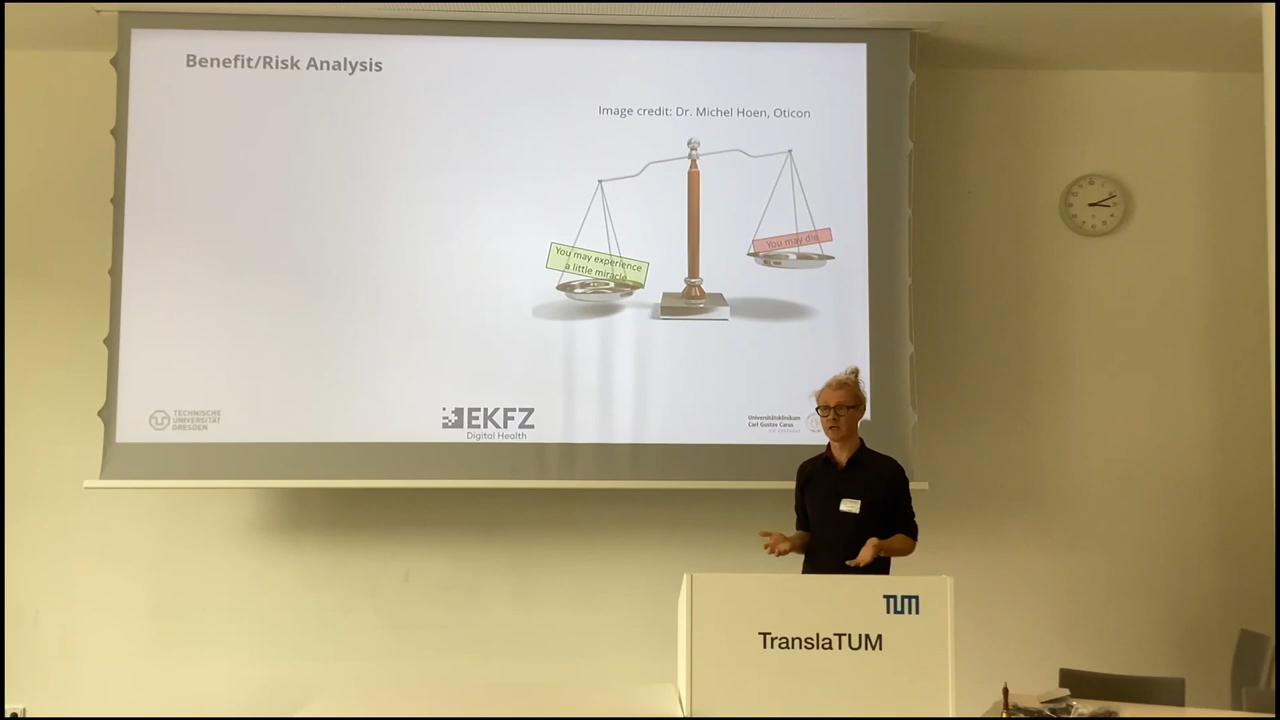 Benefit/Risk Analysis
Image credit: Dr. Michel Hoen, Oticon
You may experience
a little miracle
You may die
TECHNISCHE
UNIVERSITÄT
DRESDEN
EKFZ
Digital Health
Universitätsklinikum
Carl Gustav Carus
TUM
TranslaTUM